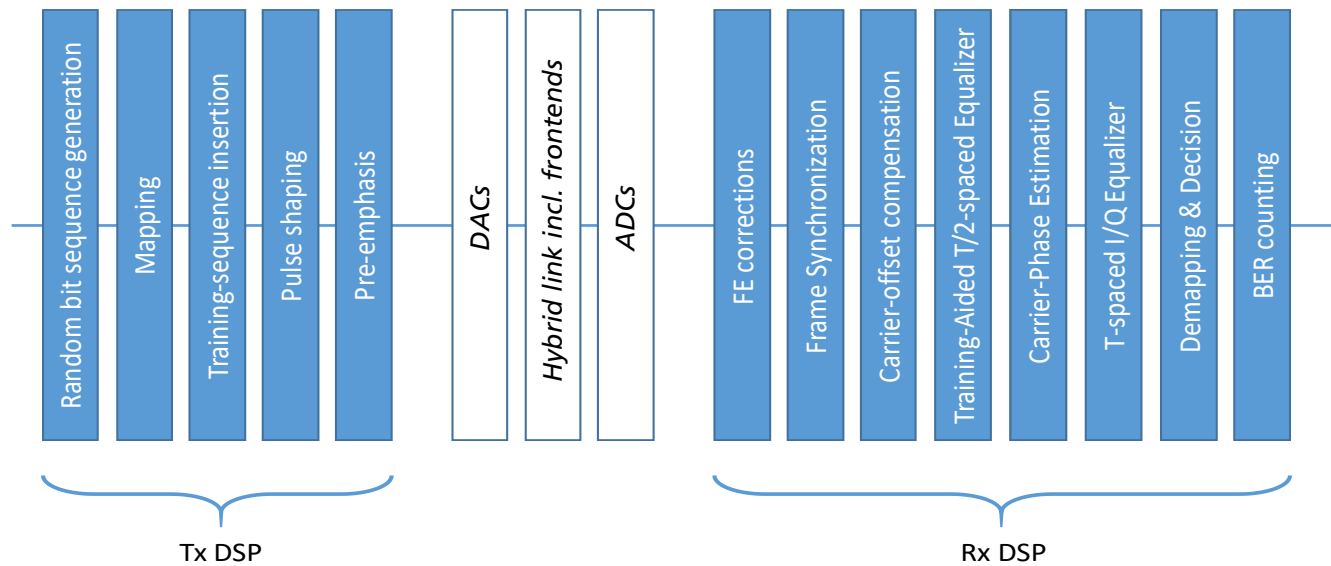 Random bit sequence generation
Mapping
Training-sequence insertion
Pulse shaping
Pre-emphasis
DACs
Hybrid link incl. frontends
ADCs
FE corrections
Frame Synchronization
Carrier-offset compensation
Training-Aided T/2-spaced Equalizer
Carrier-Phase Estimation
T-spaced I/Q Equalizer
Demapping & Decision
BER counting
Tx DSP
Rx DSP